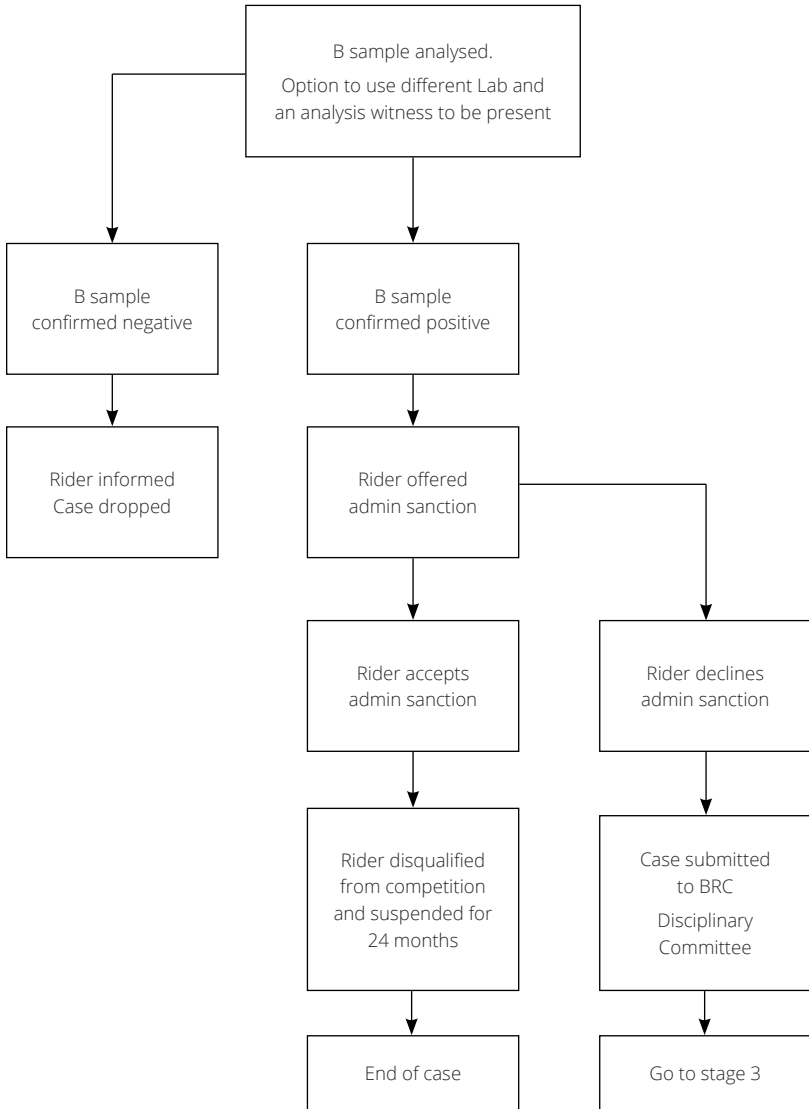 B sample analysed.
Option to use different Lab and
an analysis witness to be present
B sample
confirmed negative
B sample
confirmed positive
Rider informed
Case dropped
Rider offered
admin sanction
Rider accepts
admin sanction
Rider declines
admin sanction
Rider disqualified
from competition
and suspended for
24 months
Case submitted
to BRC
Disciplinary
Committee
End of case
Go to stage 3